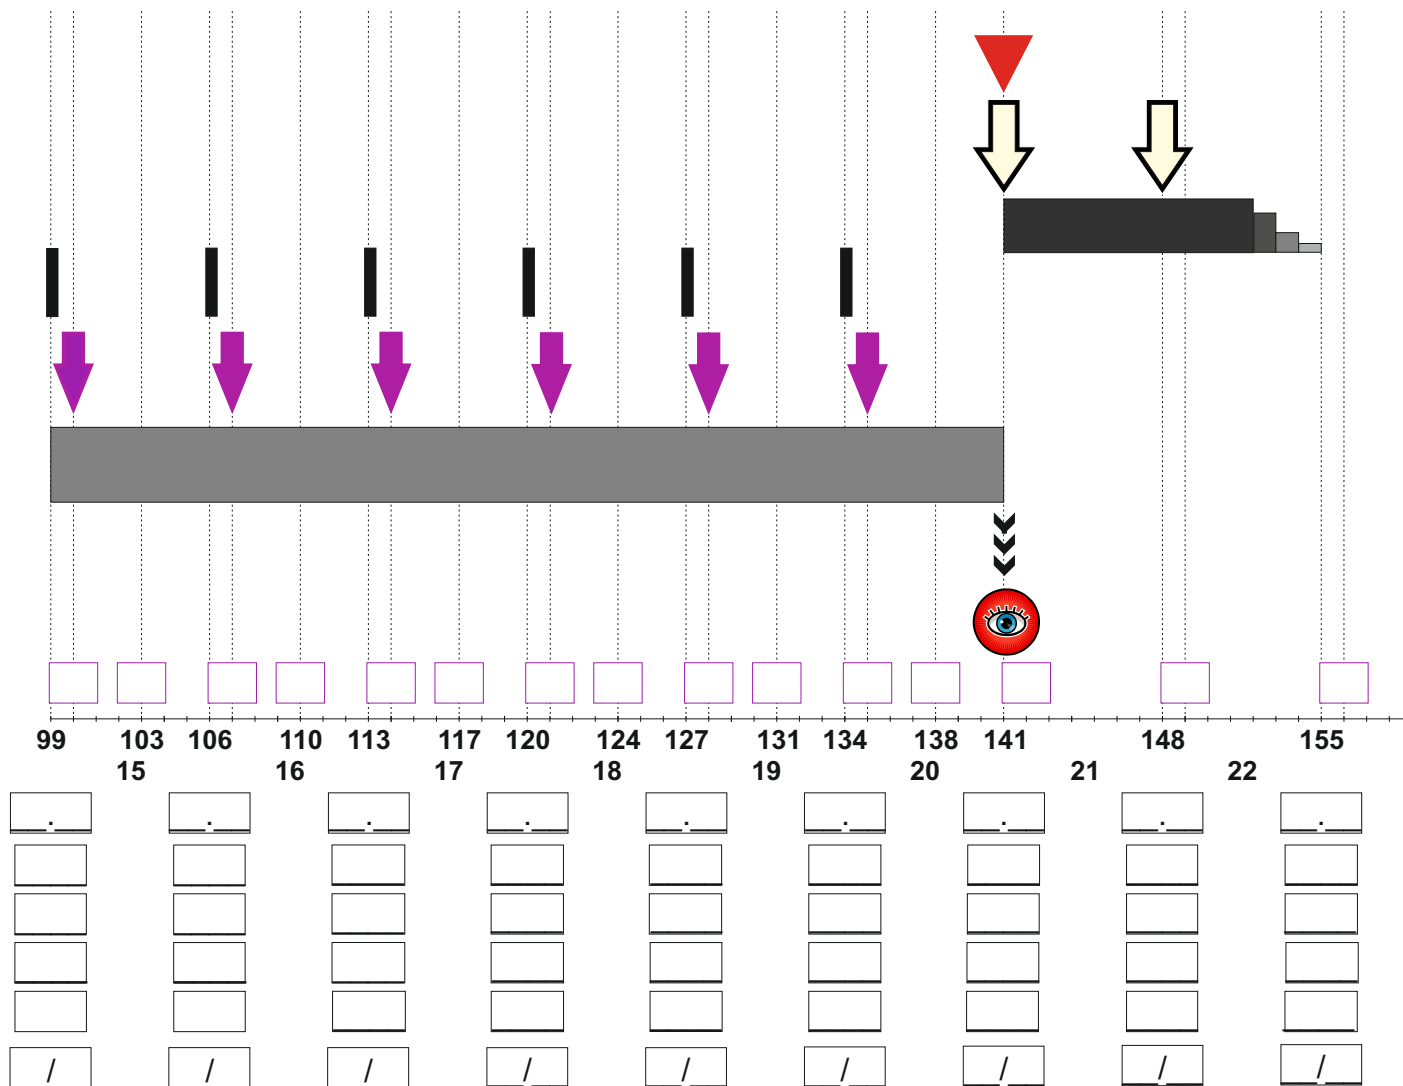 99 103 106 110 113 117 120 124 127 131 134 138 141 148 155
15 16 17 18 19 20 21 22
. . . . . . . . .
/ / / / / / / / /